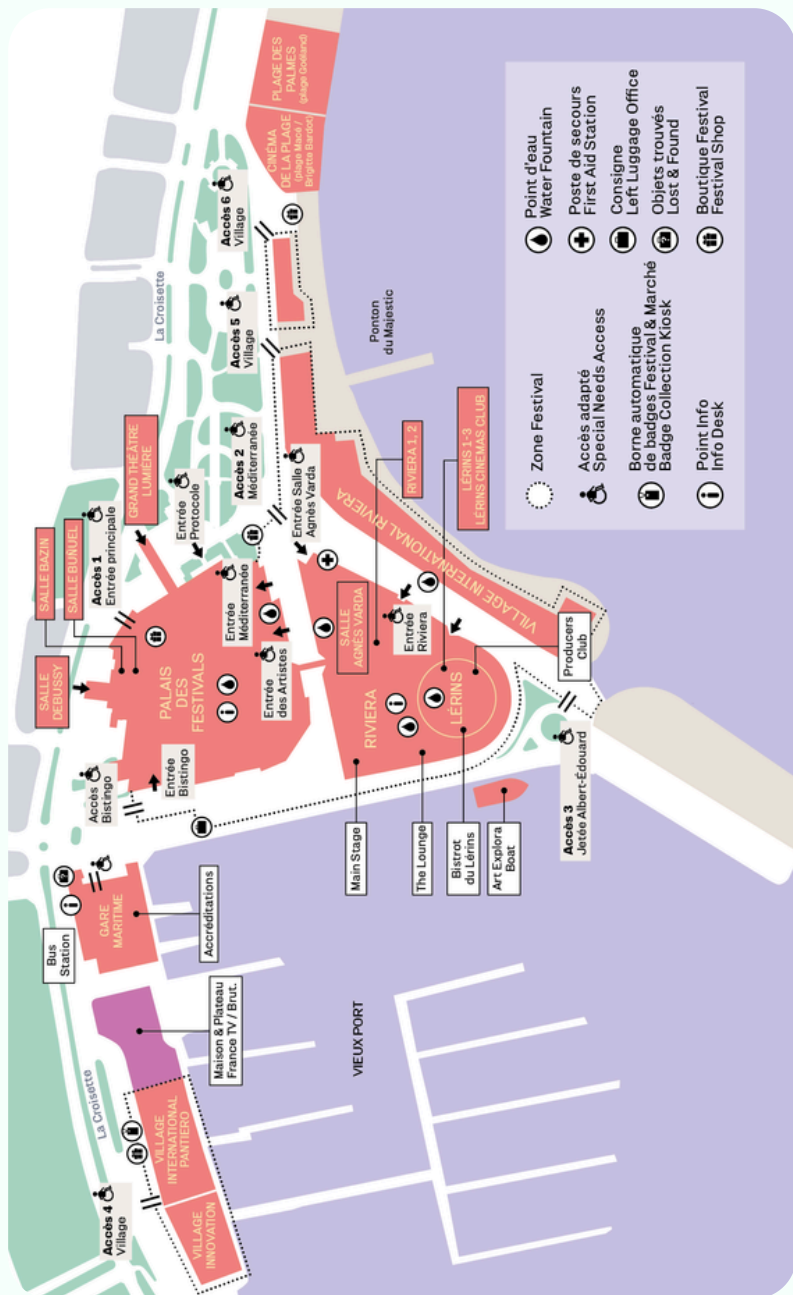 La Croisette
Accès 4
Village
VILLAGE
INNOVATION
VILLAGE
INTERNATIONAL
PANTIERO
Maison & Plateau
France TV / Brut.
Bus
Station
GARE
MARITIME
Accréditations
Accès
Bistingo
Entrée
Bistingo
SALLE DEBUSSY
SALLE BAZIN
SALLE BUÑUEL
Accès 1
Entrée principale
GRAND THÉÂTRE
LUMIÈRE
La Croisette
PALAIS
DES
FESTIVALS
Entrée
Protocole
Entrée
Méditerranée
Entrée
des Artistes
Accès 2
Méditerranée
Accès 5
Village
Accès 6
Village
CINÉMA
DE LA PLAGE
(plage Macé /
Brigitte Bardot)
PLAGE DES
PALMES
(plage Goéland)
Entrée Salle
Agnès Varda
SALLE
AGNÈS VARDA
RIVIERA 1, 2
LÉRINS 1-3
LÉRINS CINEMAS CLUB
RIVIERA
LÉRINS
Entrée
Riviera
VILLAGE INTERNATIONAL RIVIERA
Main Stage
The Lounge
Bistrot
du Lérins
Art Explora
Boat
Producers
Club
Accès 3
Jetée Albert-Édouard
Ponton
du Majestic
VIEUX PORT
Zone Festival
Accès adapté
Special Needs Access
Borne automatique
de badges Festival & Marché
Badge Collection Kiosk
Point Info
Info Desk
Point d'eau
Water Fountain
Poste de secours
First Aid Station
Consigne
Left Luggage Office
Objets trouvés
Lost & Found
Boutique Festival
Festival Shop